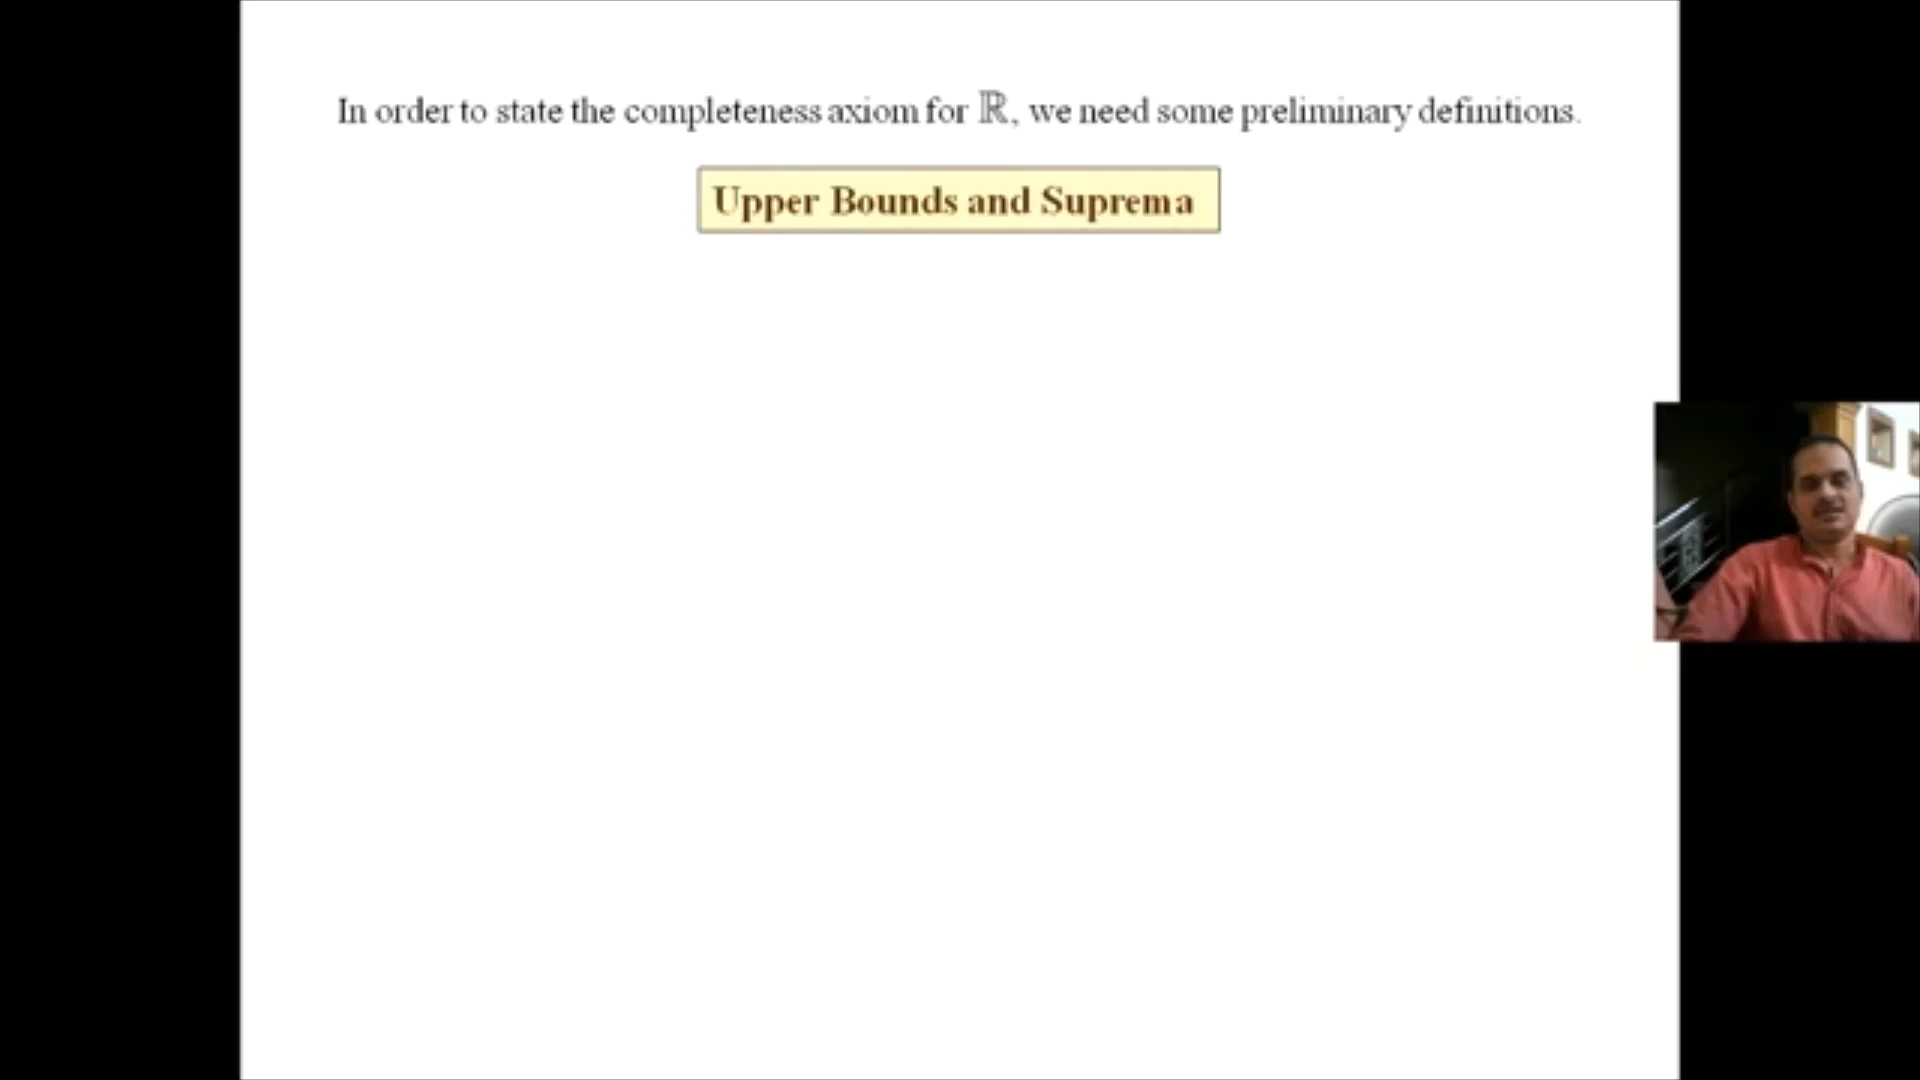 In order to state the completeness axiom for ℝ, we need some preliminary definitions.
Upper Bounds and Suprema